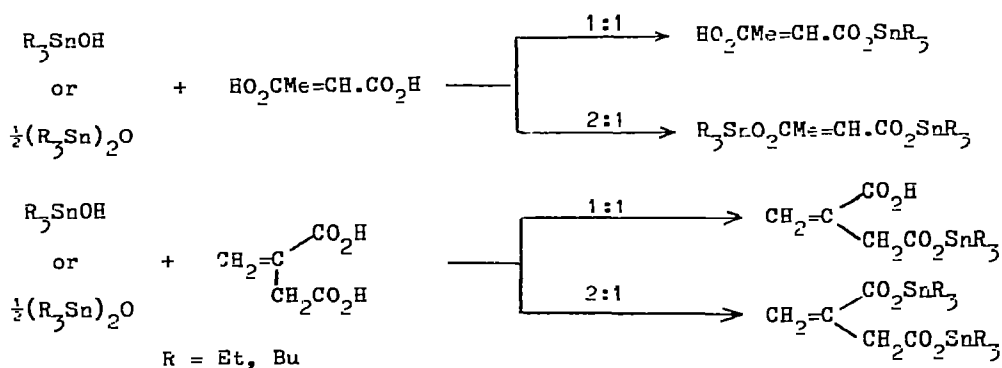 R₃SnOH
or
½(R₃Sn)₂O
+
HO₂CMe=CH.CO₂H
1:1
HO₂CMe=CH.CO₂SnR₃
2:1
R₃SnO₂CMe=CH.CO₂SnR₃
R₃SnOH
or
½(R₃Sn)₂O
+
CH₂=C
CO₂H
CH₂CO₂H
1:1
CH₂=C
CO₂H
CH₂CO₂SnR₃
2:1
CH₂=C
CO₂SnR₃
CH₂CO₂SnR₃
R = Et, Bu